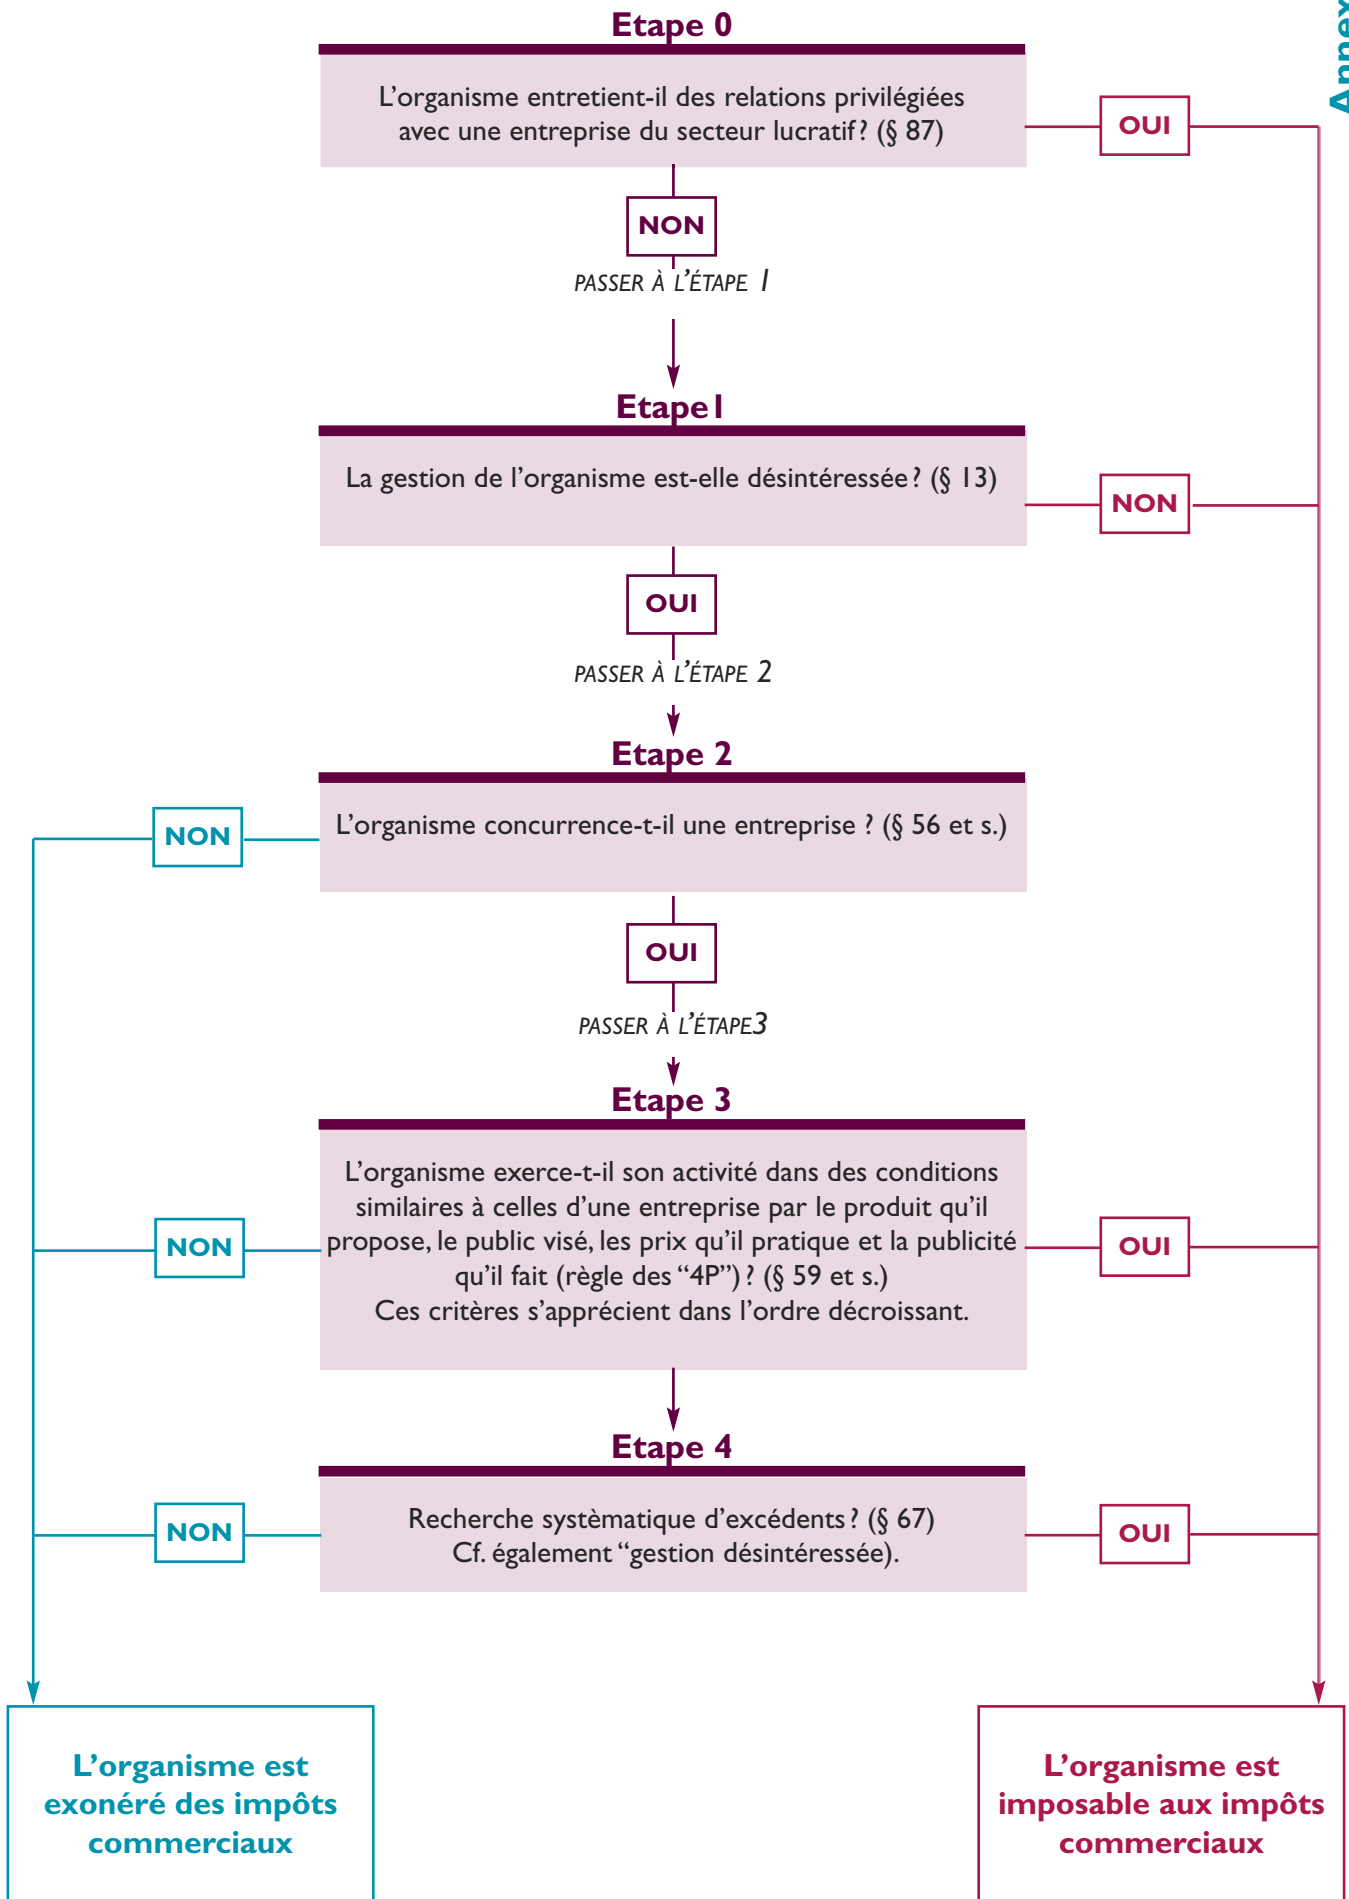 Annex
Etape 0
L’organisme entretient-il des relations privilégiées
avec une entreprise du secteur lucratif ? (§ 87)
OUI
NON
PASSER À L’ÉTAPE 1
Etape1
La gestion de l’organisme est-elle désintéressée ? (§ 13)
NON
OUI
PASSER À L’ÉTAPE 2
Etape 2
L’organisme concurrence-t-il une entreprise ? (§ 56 et s.)
NON
OUI
PASSER À L’ÉTAPE3
Etape 3
L’organisme exerce-t-il son activité dans des conditions
similaires à celles d’une entreprise par le produit qu’il
propose, le public visé, les prix qu’il pratique et la publicité
qu’il fait (règle des “4P”) ? (§ 59 et s.)
Ces critères s’apprécient dans l’ordre décroissant.
NON
OUI
Etape 4
Recherche systèmatique d’excédents ? (§ 67)
Cf. également “gestion désintéressée).
NON
OUI
L’organisme est
exonéré des impôts
commerciaux
L’organisme est
imposable aux impôts
commerciaux